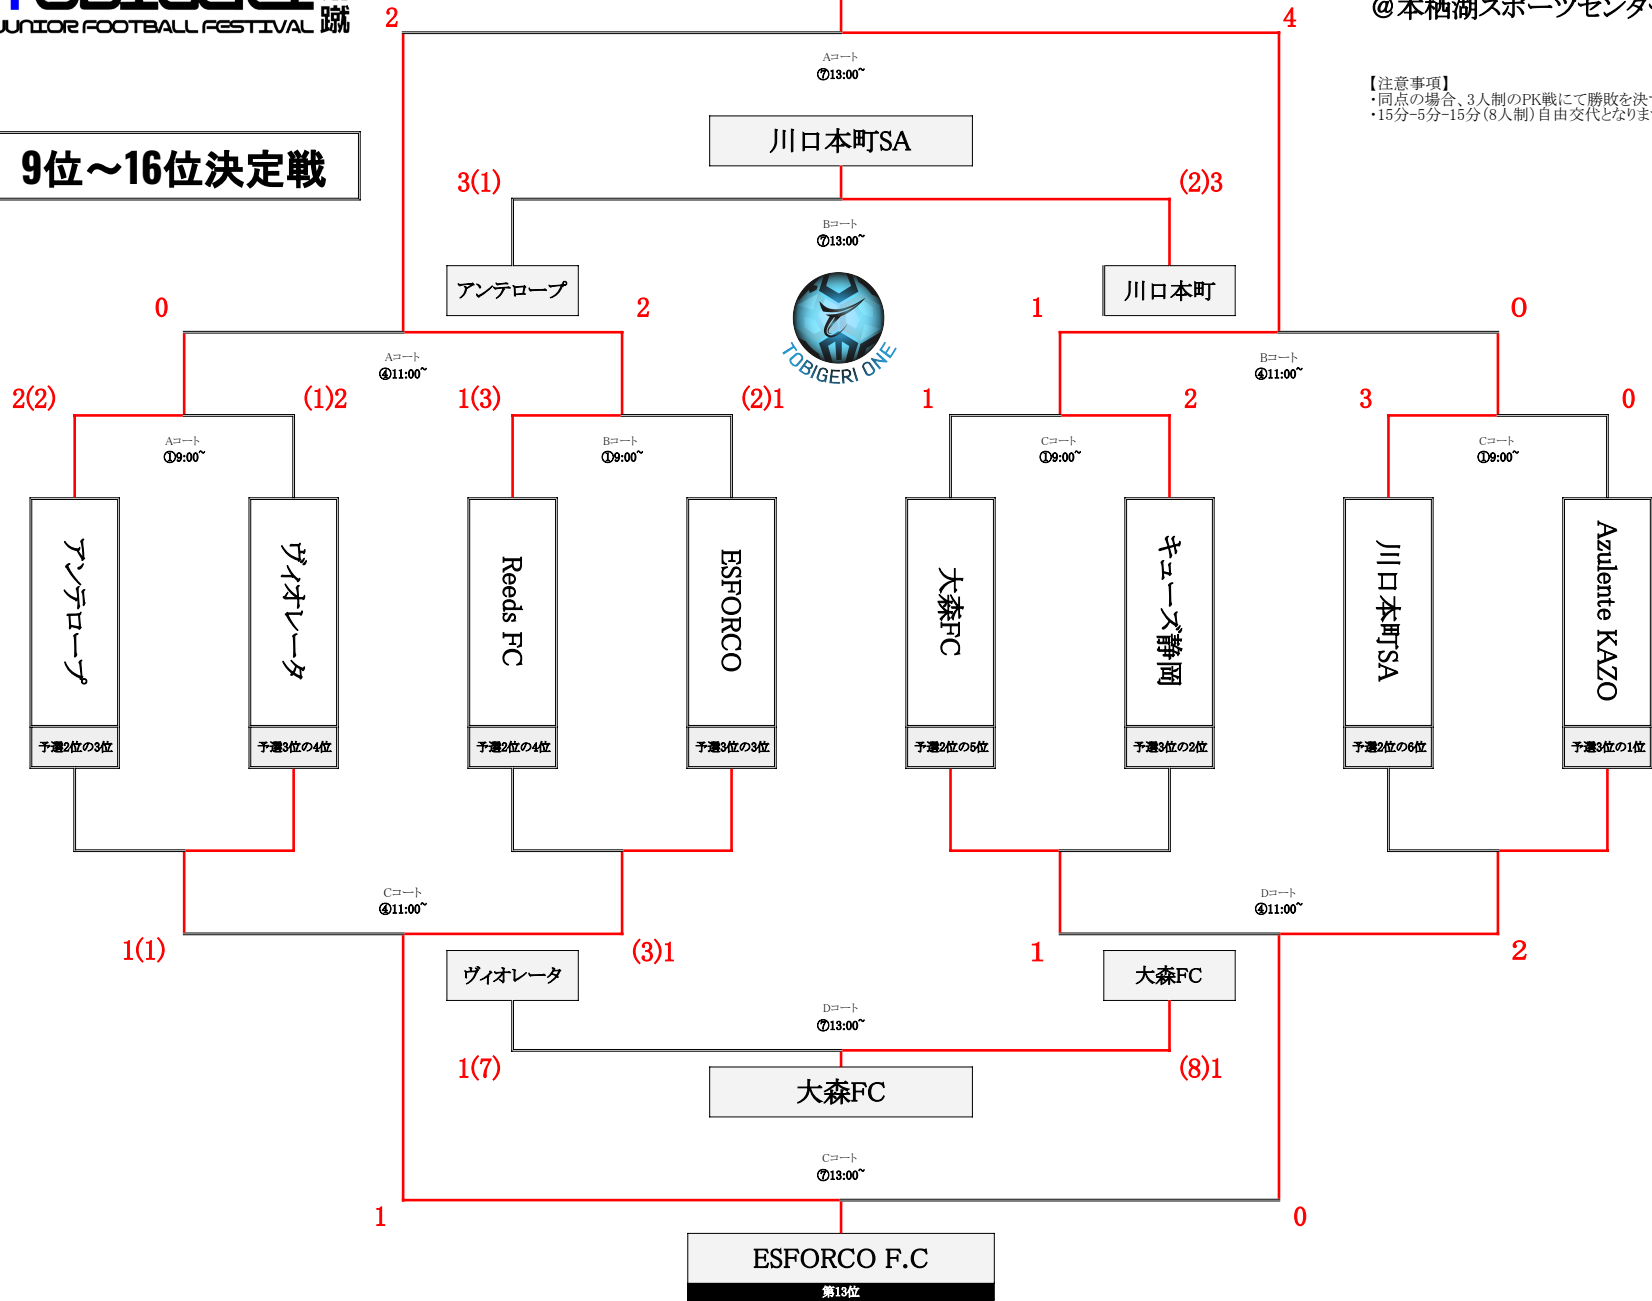 JUNIOR FOOTBALL FESTIVAL 蹴
@本栖湖スポーツセンタ
2 4
Aコート
⑦13:00~
【注意事項】
・同点の場合、3人制のPK戦にて勝敗を決
・15分-5分-15分(8人制)自由交代となりま
9位～16位決定戦
川口本町SA
3(1) (2)3
Bコート
⑦13:00~
アンテロープ 川口本町
TOBIGERI ONE
0 2 1 0
Aコート Bコート
④11:00~ ④11:00~
2(2) (1)2 1(3) (2)1 1 2 3 0
Aコート Bコート Cコート Cコート
①9:00~ ①9:00~ ①9:00~ ①9:00~
アンテロープ
ヴィオレータ
Reeds FC
ESFORCO
大森FC
キューズ静岡
川口本町SA
Azulente KAZO
予選2位の3位 予選3位の4位 予選2位の4位 予選3位の3位 予選2位の5位 予選3位の2位 予選2位の6位 予選3位の1位
Cコート Dコート
④11:00~ ④11:00~
1(1) (3)1 1 2
ヴィオレータ 大森FC
Dコート
⑦13:00~
1(7) (8)1
大森FC
Cコート
⑦13:00~
1 0
ESFORCO F.C
第13位